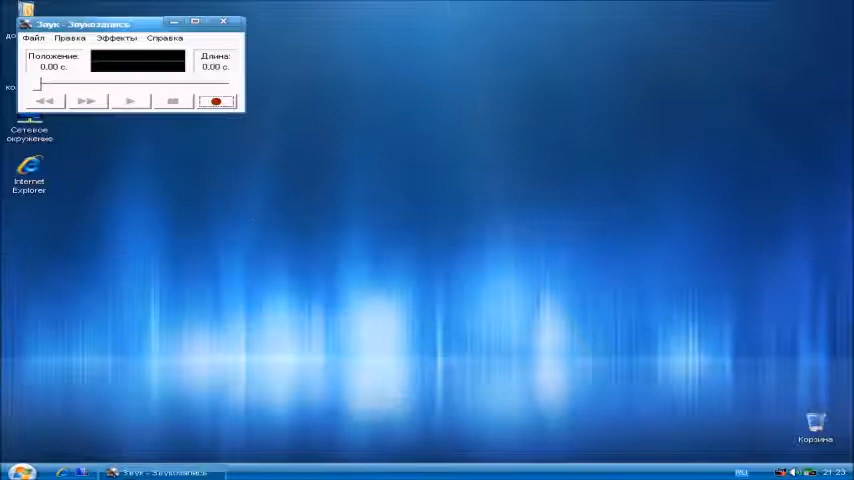 Звук - Звукозапись
Файл Правка Эффекты Справка
Положение:
0,00 с.
Длина:
0,00 с.
Сетевое
окружение
Internet
Explorer
Корзина
Звук - Звукозапись
RU
21:23